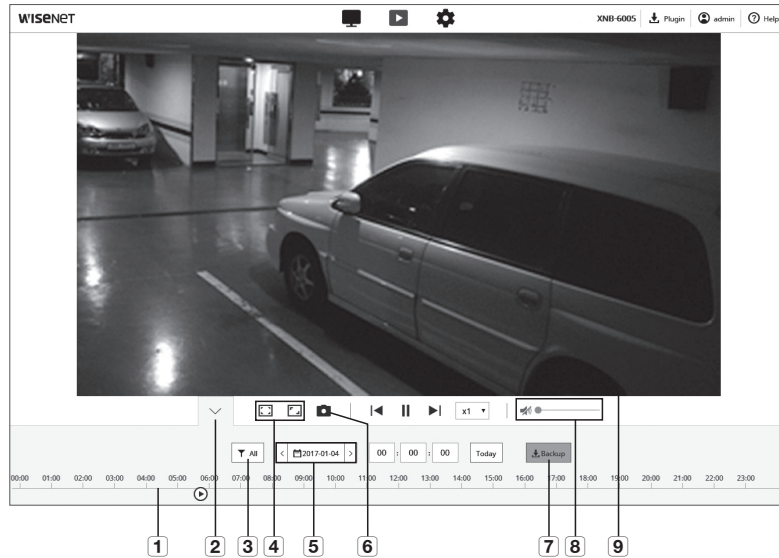 WISENET XNB-6005 Plugin admin Help
x1
All 2017-01-04 00 : 00 : 00 Today Backup
00:00 01:00 02:00 03:00 04:00 05:00 06:00 07:00 08:00 09:00 10:00 11:00 12:00 13:00 14:00 15:00 16:00 17:00 18:00 19:00 20:00 21:00 22:00 23:00
1 2 3 4 5 6 7 8 9